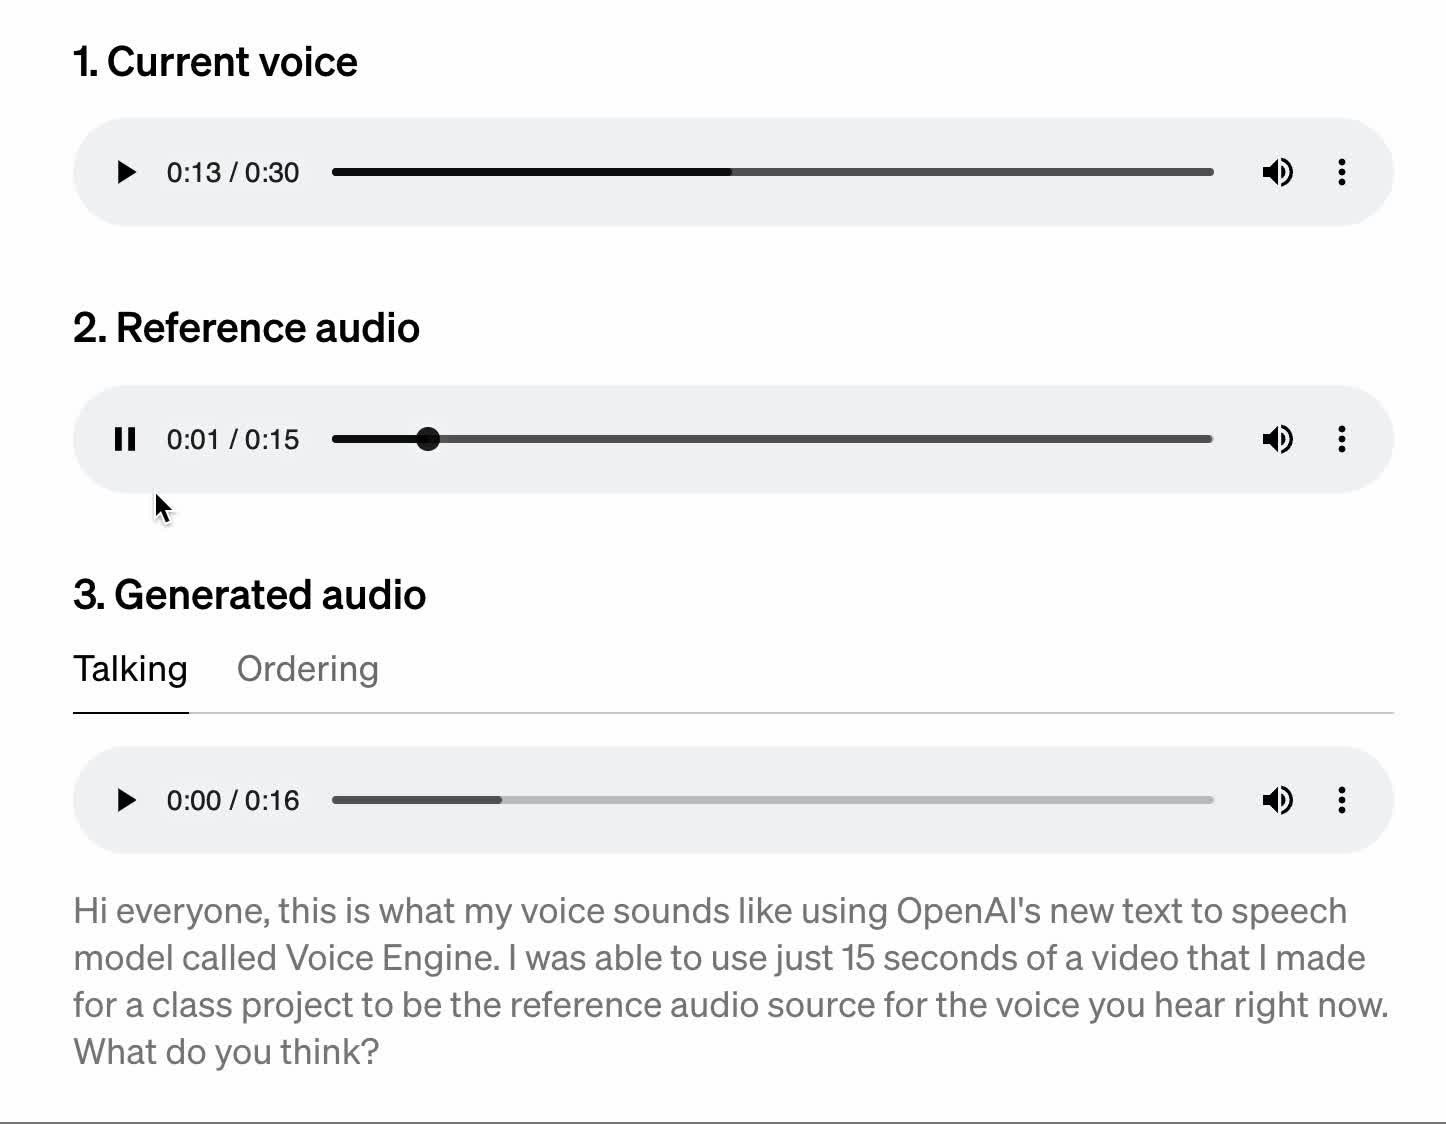 1. Current voice
0:13 / 0:30
2. Reference audio
0:01 / 0:15
3. Generated audio
Talking Ordering
0:00 / 0:16
Hi everyone, this is what my voice sounds like using OpenAI's new text to speech
model called Voice Engine. I was able to use just 15 seconds of a video that I made
for a class project to be the reference audio source for the voice you hear right now.
What do you think?